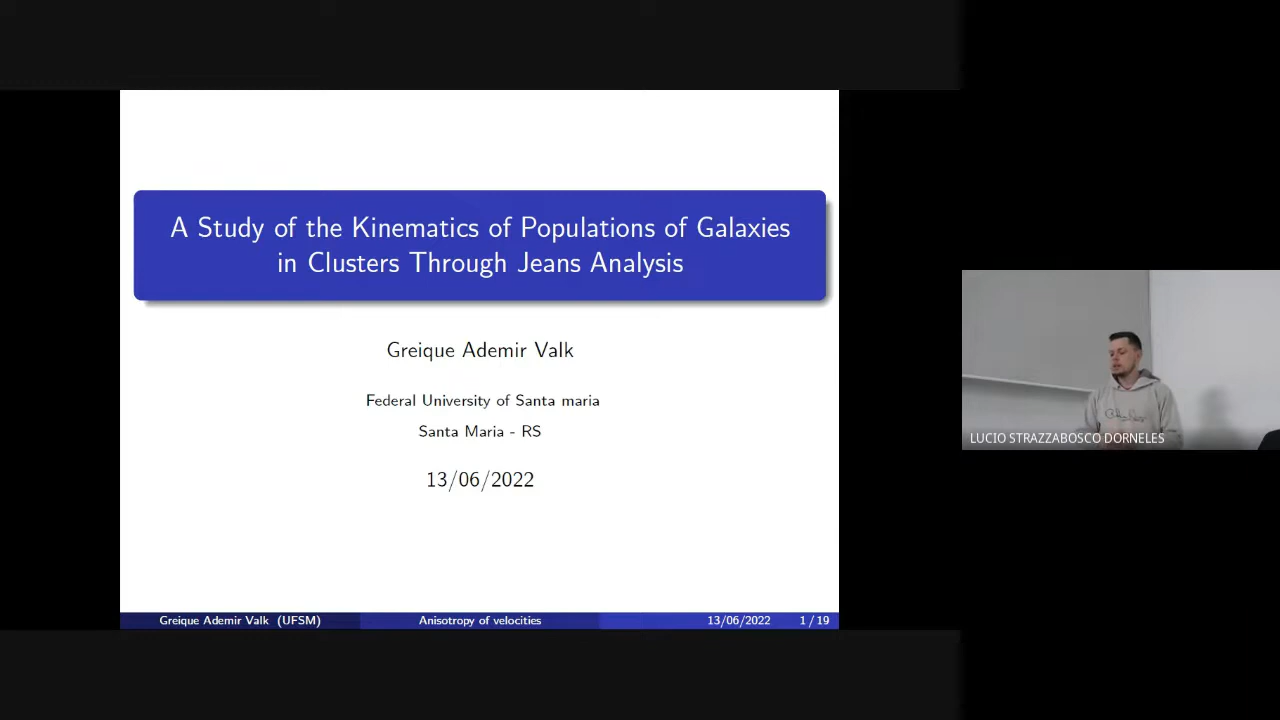 A Study of the Kinematics of Populations of Galaxies
in Clusters Through Jeans Analysis
Greique Ademir Valk
Federal University of Santa maria
Santa Maria - RS
13/06/2022
Greique Ademir Valk (UFSM) Anisotropy of velocities 13/06/2022 1 / 19
LUCIO STRAZZABOSCO DORNELES